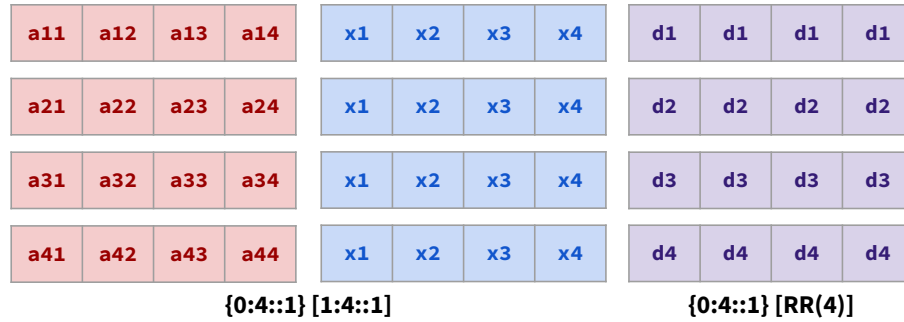 a11 a12 a13 a14 x1 x2 x3 x4 d1 d1 d1 d1
a21 a22 a23 a24 x1 x2 x3 x4 d2 d2 d2 d2
a31 a32 a33 a34 x1 x2 x3 x4 d3 d3 d3 d3
a41 a42 a43 a44 x1 x2 x3 x4 d4 d4 d4 d4
{0:4::1} [1:4::1] {0:4::1} [RR(4)]